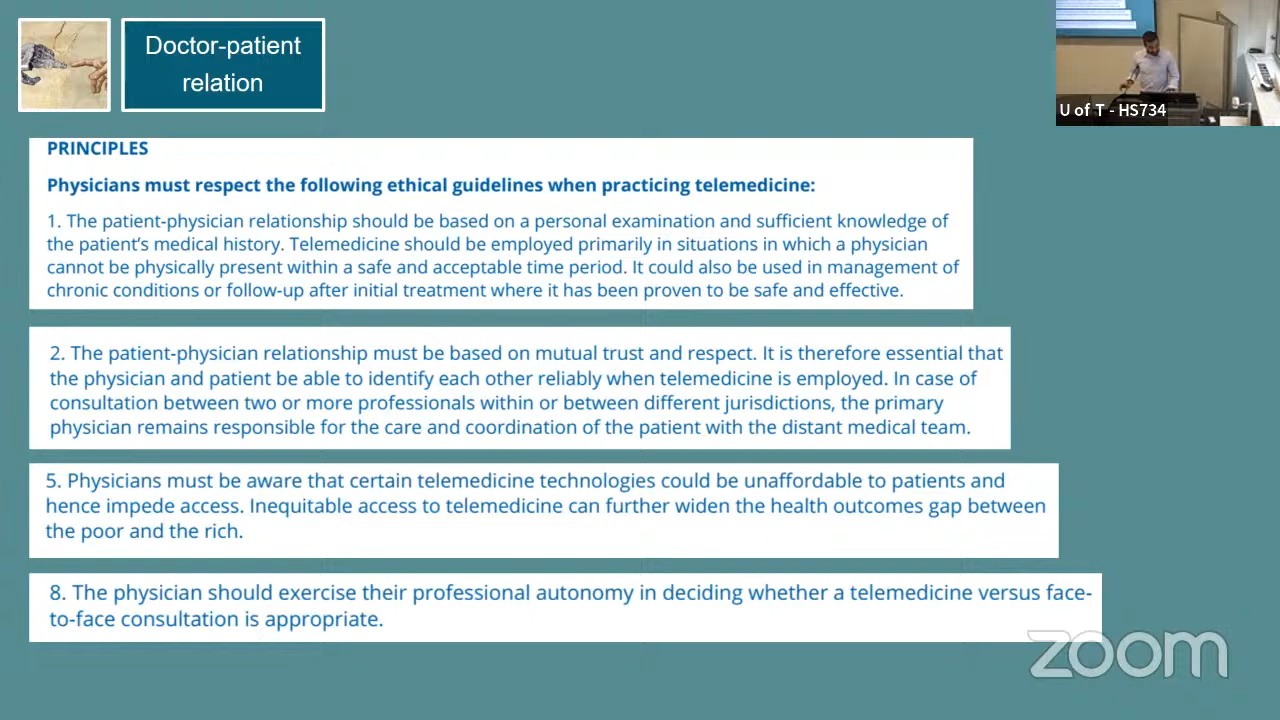 Doctor-patient
relation
U of T - HS734
PRINCIPLES
Physicians must respect the following ethical guidelines when practicing telemedicine:
1. The patient-physician relationship should be based on a personal examination and sufficient knowledge of
the patient's medical history. Telemedicine should be employed primarily in situations in which a physician
cannot be physically present within a safe and acceptable time period. It could also be used in management of
chronic conditions or follow-up after initial treatment where it has been proven to be safe and effective.
2. The patient-physician relationship must be based on mutual trust and respect. It is therefore essential that
the physician and patient be able to identify each other reliably when telemedicine is employed. In case of
consultation between two or more professionals within or between different jurisdictions, the primary
physician remains responsible for the care and coordination of the patient with the distant medical team.
5. Physicians must be aware that certain telemedicine technologies could be unaffordable to patients and
hence impede access. Inequitable access to telemedicine can further widen the health outcomes gap between
the poor and the rich.
8. The physician should exercise their professional autonomy in deciding whether a telemedicine versus face-
to-face consultation is appropriate.
zoom